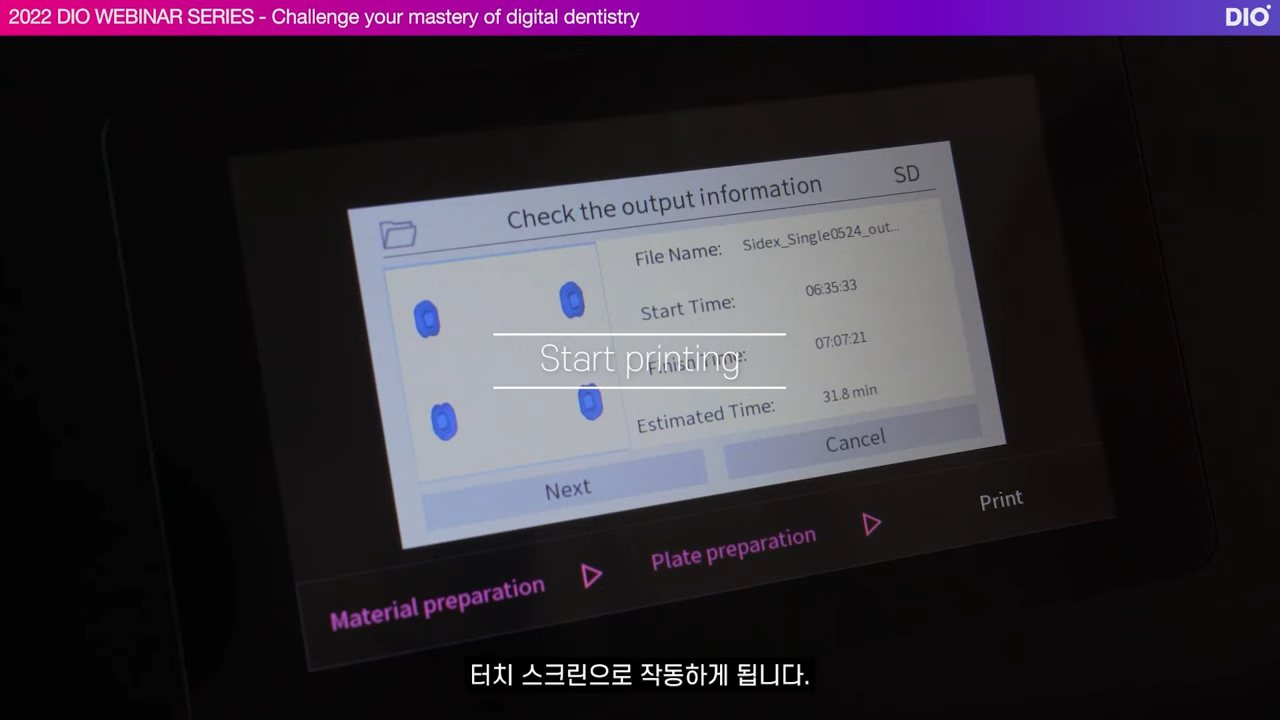 2022 DIO WEBINAR SERIES - Challenge your mastery of digital dentistry
DIO
Check the output information
SD
File Name: Sidex_Single0524_out...
Start Time: 06:35:33
Start printing
Finish Time: 07:07:21
Estimated Time: 31.8 min
Next
Cancel
Material preparation
Plate preparation
Print
터치 스크린으로 작동하게 됩니다.